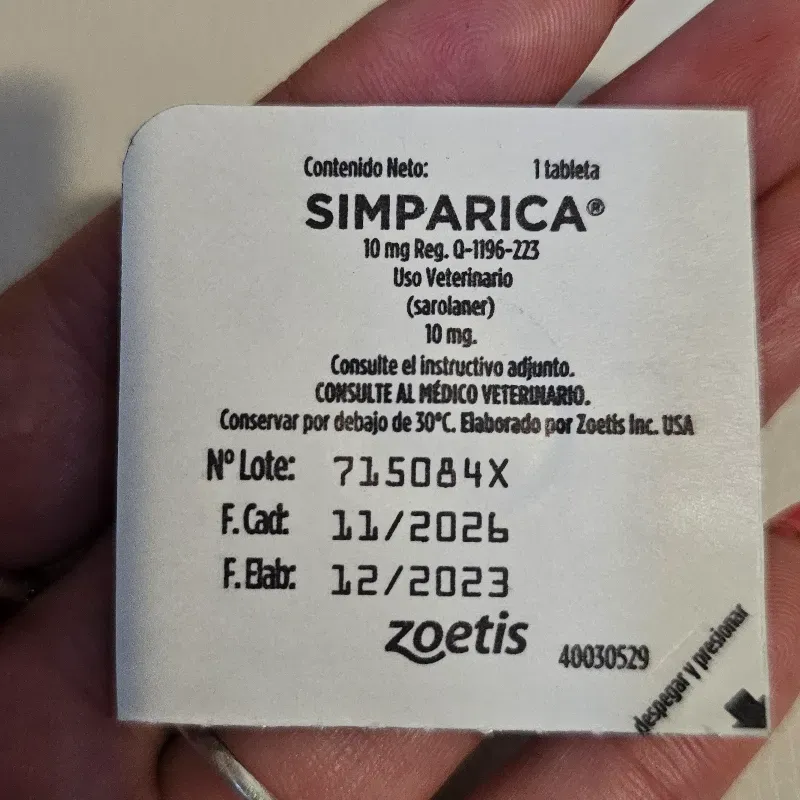 Contenido Neto: 1 tableta
SIMPARICA®
10 mg Reg. Q-1196-223
Uso Veterinario
(sarolaner)
10 mg.
Consulte el instructivo adjunto.
CONSULTE AL MÉDICO VETERINARIO.
Conservar por debajo de 30°C. Elaborado por Zoetis Inc. USA
Nº Lote: 715084X
F. Cad: 11/2026
F. Elab: 12/2023
zoetis
40030529
despegar y presionar